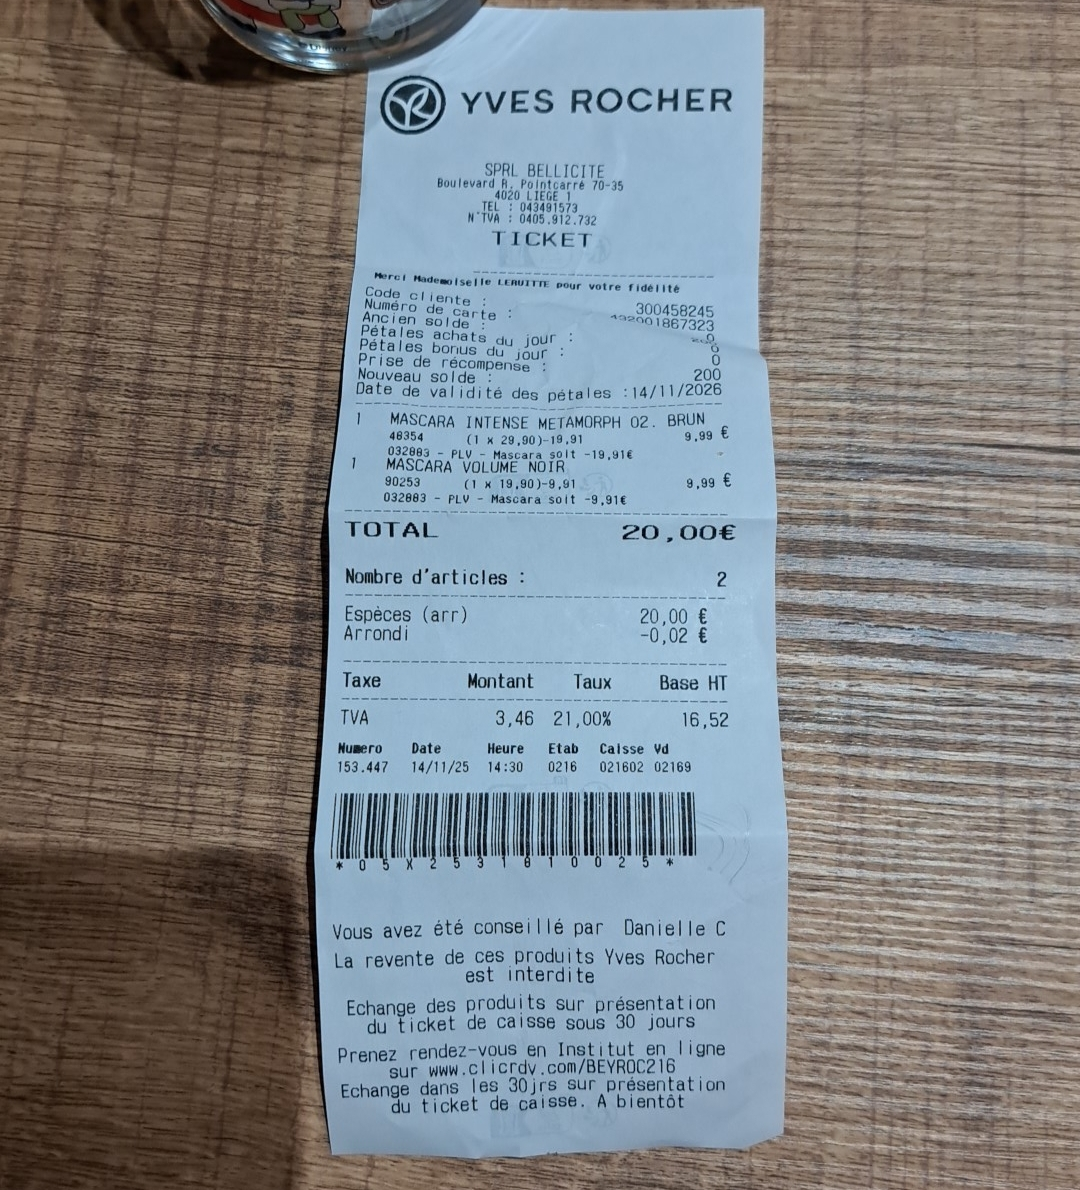 YVES ROCHER
SPRL BELLICITE
Boulevard R. Pointcarré 70-35
4020 LIEGE 1
TEL : 043491573
N°TVA : 0405.912.732
TICKET
Merci Mademoiselle LERUITTE pour votre fidélité
Code cliente : 300458245
Numéro de carte : 432001867323
Ancien solde :
Pétales achats du jour : 0
Pétales bonus du jour : 0
Prise de récompense : 0
Nouveau solde : 200
Date de validité des pétales :14/11/2026
1 MASCARA INTENSE METAMORPH 02. BRUN
46354 (1 x 29,90)-19,91 9,99 €
032883 - PLV - Mascara soit -19,91€
1 MASCARA VOLUME NOIR
90253 (1 x 19,90)-9,91 9,99 €
032883 - PLV - Mascara soit -9,91€
TOTAL 20,00€
Nombre d'articles : 2
Espèces (arr) 20,00 €
Arrondi -0,02 €
Taxe Montant Taux Base HT
TVA 3,46 21,00% 16,52
Numero Date Heure Etab Caisse Vd
153.447 14/11/25 14:30 0216 021602 02169
*05X2531810025*
Vous avez été conseillé par Danielle C
La revente de ces produits Yves Rocher
est interdite
Echange des produits sur présentation
du ticket de caisse sous 30 jours
Prenez rendez-vous en Institut en ligne
sur www.clicrdv.com/BEYROC216
Echange dans les 30jrs sur présentation
du ticket de caisse. A bientôt